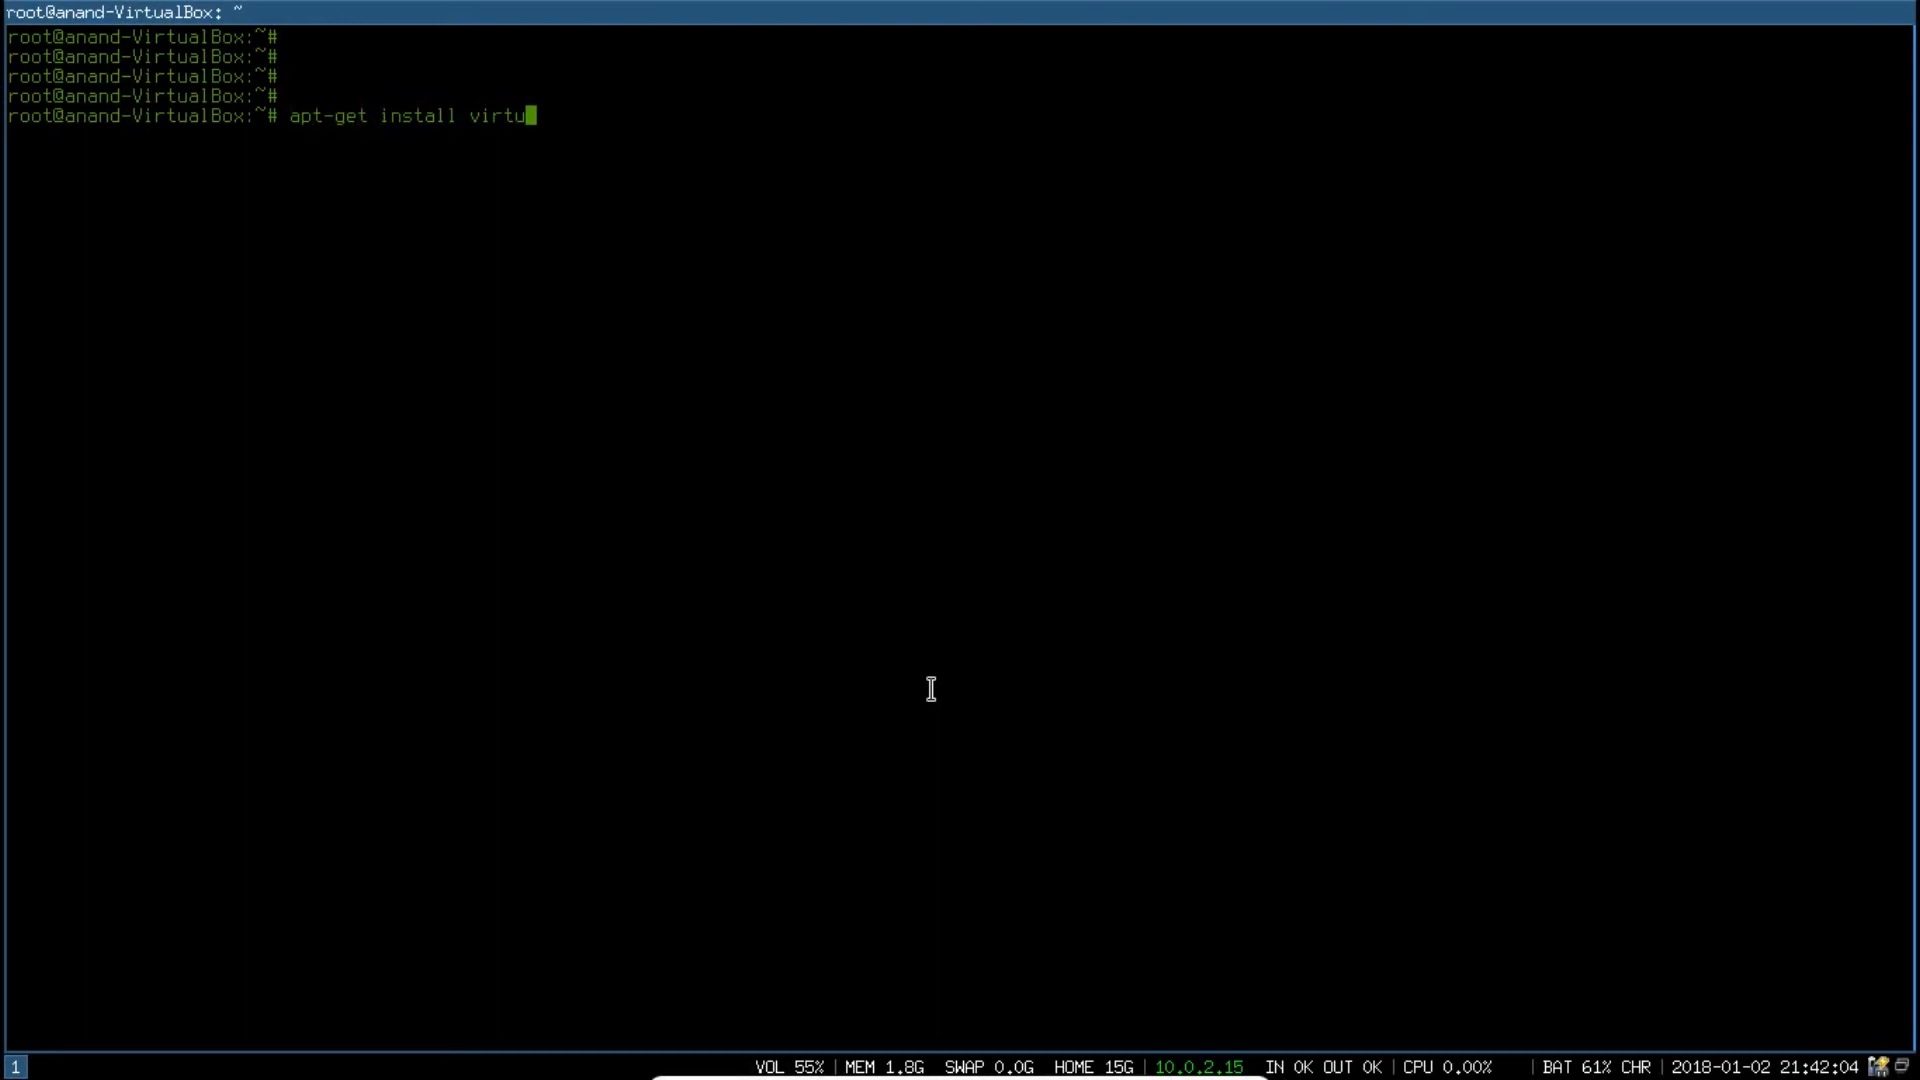 root@anand-VirtualBox: ~
root@anand-VirtualBox:~#
root@anand-VirtualBox:~#
root@anand-VirtualBox:~#
root@anand-VirtualBox:~#
root@anand-VirtualBox:~# apt-get install virtu
1 VOL 55% | MEM 1.8G SWAP 0.0G HOME 15G | 10.0.2.15 IN 0K OUT 0K | CPU 0.00% | BAT 61% CHR | 2018-01-02 21:42:04